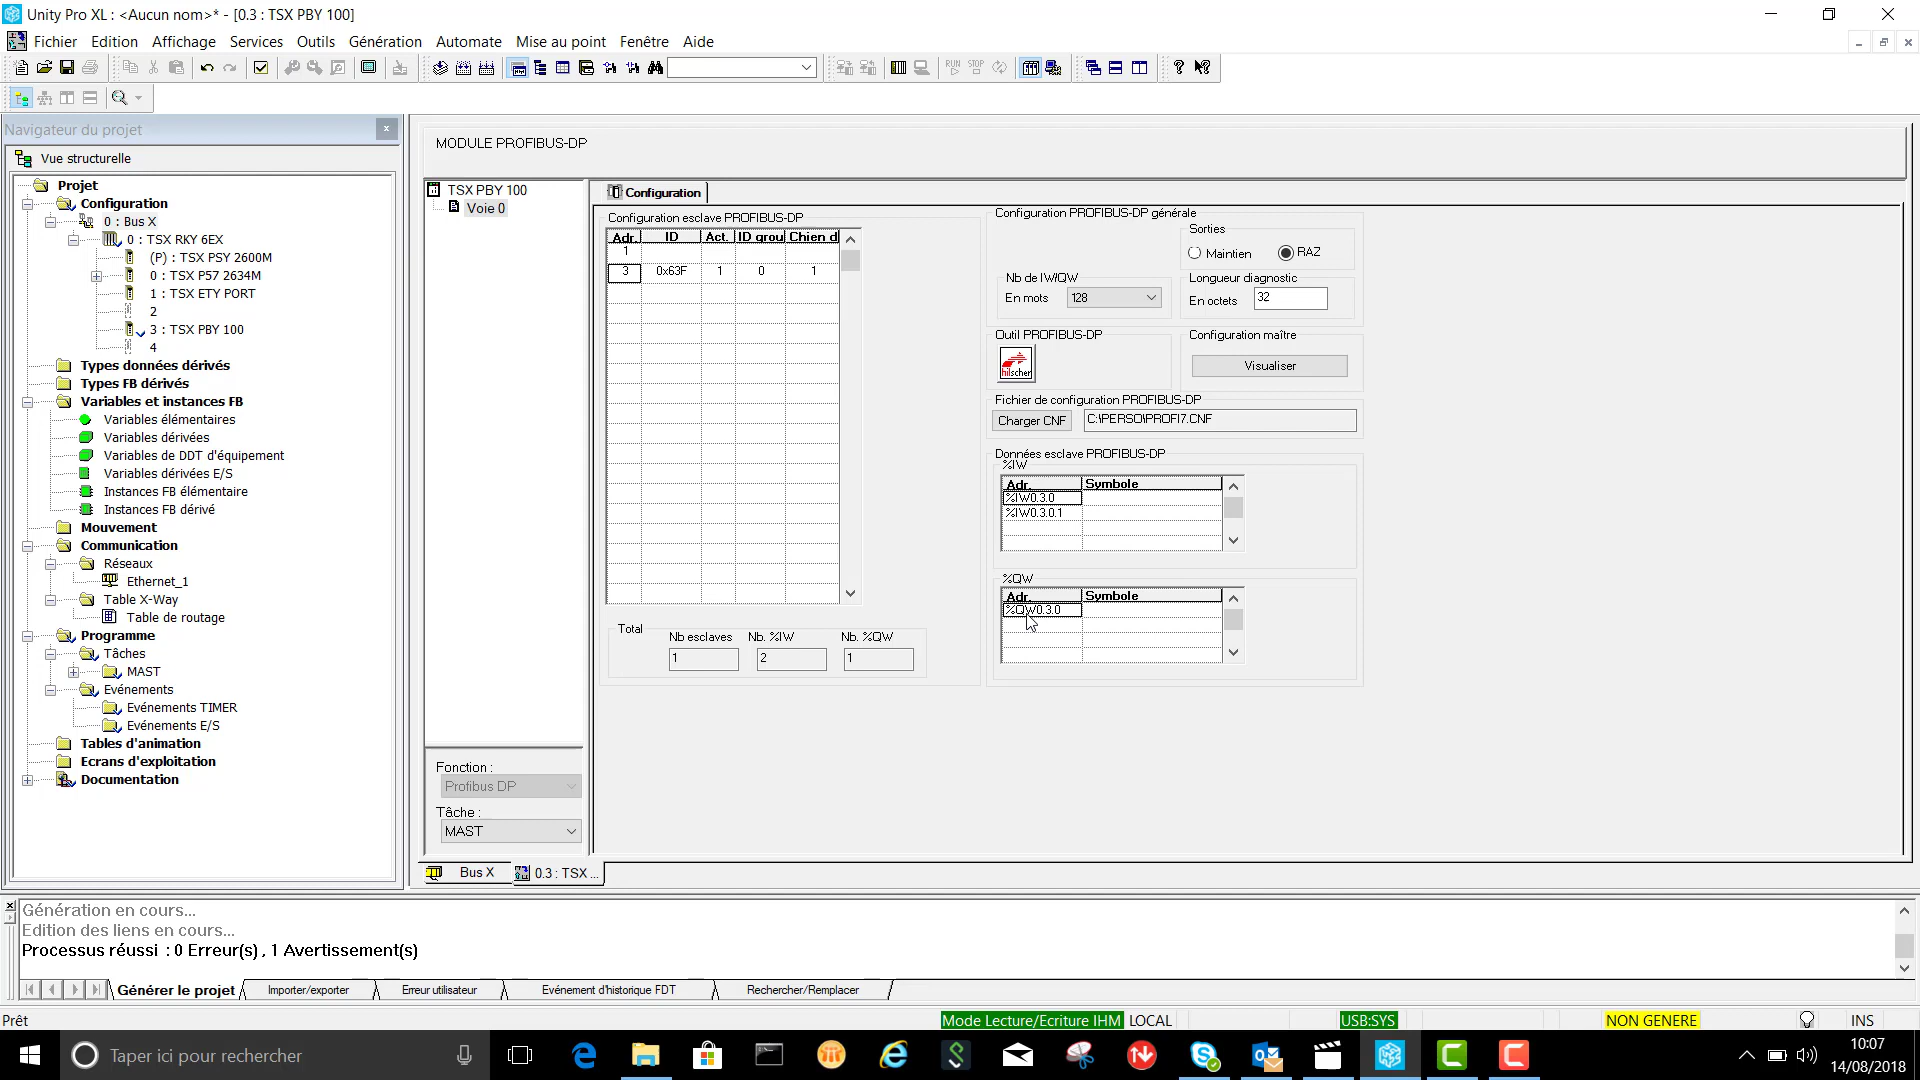 Unity Pro XL : <Aucun nom>* - [0.3 : TSX PBY 100]
Fichier Edition Affichage Services Outils Génération Automate Mise au point Fenêtre Aide
RUN STOP
Navigateur du projet
Vue structurelle
Projet
Configuration
0 : Bus X
0 : TSX RKY 6EX
(P) : TSX PSY 2600M
0 : TSX P57 2634M
1 : TSX ETY PORT
2
3 : TSX PBY 100
4
Types données dérivés
Types FB dérivés
Variables et instances FB
Variables élémentaires
Variables dérivées
Variables de DDT d'équipement
Variables dérivées E/S
Instances FB élémentaire
Instances FB dérivé
Mouvement
Communication
Réseaux
Ethernet_1
Table X-Way
Table de routage
Programme
Tâches
MAST
Evénements
Evénements TIMER
Evénements E/S
Tables d'animation
Ecrans d'exploitation
Documentation
MODULE PROFIBUS-DP
TSX PBY 100
Voie 0
Fonction :
Profibus DP
Tâche :
MAST
Configuration
Configuration esclave PROFIBUS-DP
Adr. ID Act. ID grou Chien d
1
3 0x63F 1 0 1
Total
Nb esclaves Nb. %IW Nb. %QW
1 2 1
Configuration PROFIBUS-DP générale
Sorties
Maintien RAZ
Nb de IW/QW
En mots 128
Longueur diagnostic
En octets 32
Outil PROFIBUS-DP
hilscher
Configuration maître
Visualiser
Fichier de configuration PROFIBUS-DP
Charger CNF C:\PERSO\PROFI7.CNF
Données esclave PROFIBUS-DP
%IW
Adr. Symbole
%IW0.3.0
%IW0.3.0.1
%QW
Adr. Symbole
%QW0.3.0
Bus X 0.3 : TSX ...
Génération en cours...
Edition des liens en cours...
Processus réussi : 0 Erreur(s) , 1 Avertissement(s)
Générer le projet Importer/exporter Erreur utilisateur Evénement d'historique FDT Rechercher/Remplacer
Prêt Mode Lecture/Ecriture IHM LOCAL USB:SYS NON GENERE INS
Taper ici pour rechercher
10:07
14/08/2018